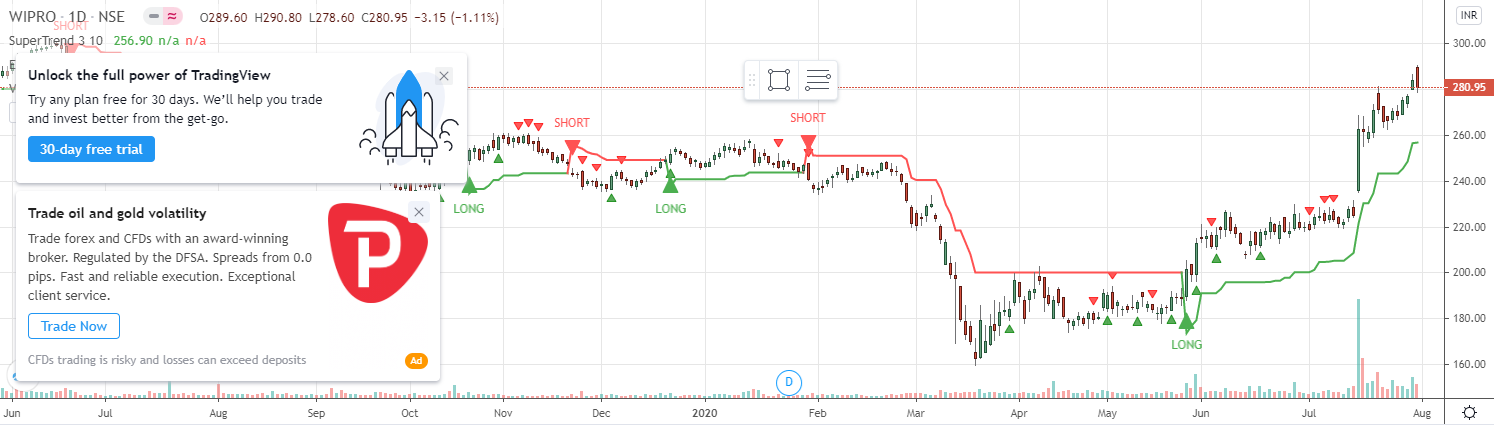 WIPRO · 1D · NSE O289.60 H290.80 L278.60 C280.95 −3.15 (−1.11%)
SHORT
SuperTrend 3 10 256.90 n/a n/a
Unlock the full power of TradingView
Try any plan free for 30 days. We'll help you trade
and invest better from the get-go.
30-day free trial
Trade oil and gold volatility
Trade forex and CFDs with an award-winning
broker. Regulated by the DFSA. Spreads from 0.0
pips. Fast and reliable execution. Exceptional
client service.
Trade Now
CFDs trading is risky and losses can exceed deposits
Ad
P
LONG
SHORT
LONG
SHORT
LONG
D
INR
300.00
280.95
260.00
240.00
220.00
200.00
180.00
160.00
Jun Jul Aug Sep Oct Nov Dec 2020 Feb Mar Apr May Jun Jul Aug